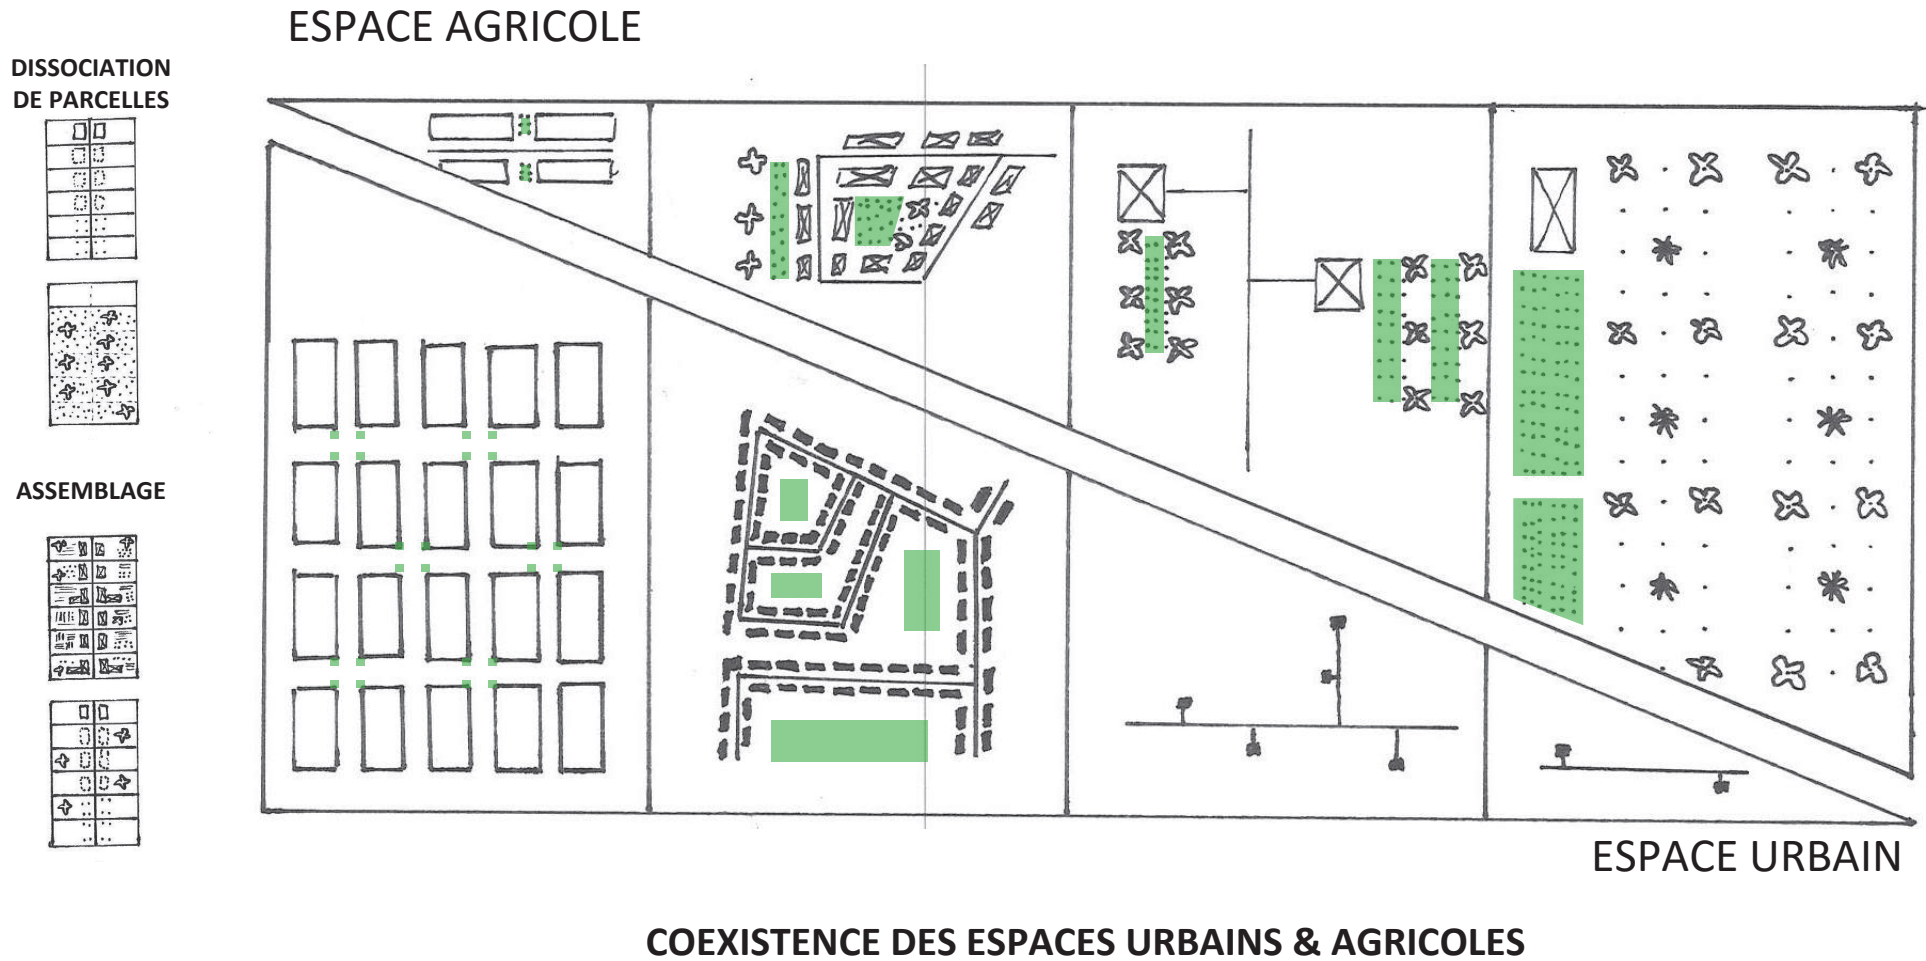 ESPACE AGRICOLE
DISSOCIATION
DE PARCELLES
ASSEMBLAGE
ESPACE URBAIN
COEXISTENCE DES ESPACES URBAINS & AGRICOLES